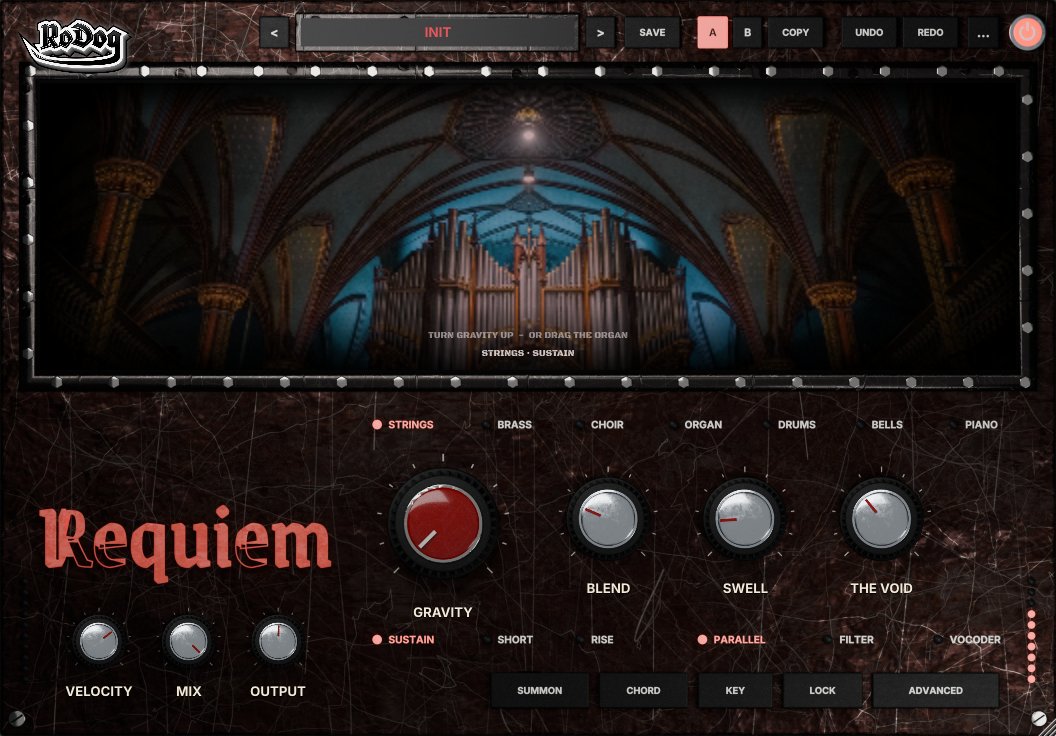 RoDog
<
INIT
>
SAVE
A
B
COPY
UNDO
REDO
...
TURN GRAVITY UP - OR DRAG THE ORGAN
STRINGS · SUSTAIN
STRINGS
BRASS
CHOIR
ORGAN
DRUMS
BELLS
PIANO
Requiem
GRAVITY
BLEND
SWELL
THE VOID
SUSTAIN
SHORT
RISE
PARALLEL
FILTER
VOCODER
VELOCITY
MIX
OUTPUT
SUMMON
CHORD
KEY
LOCK
ADVANCED